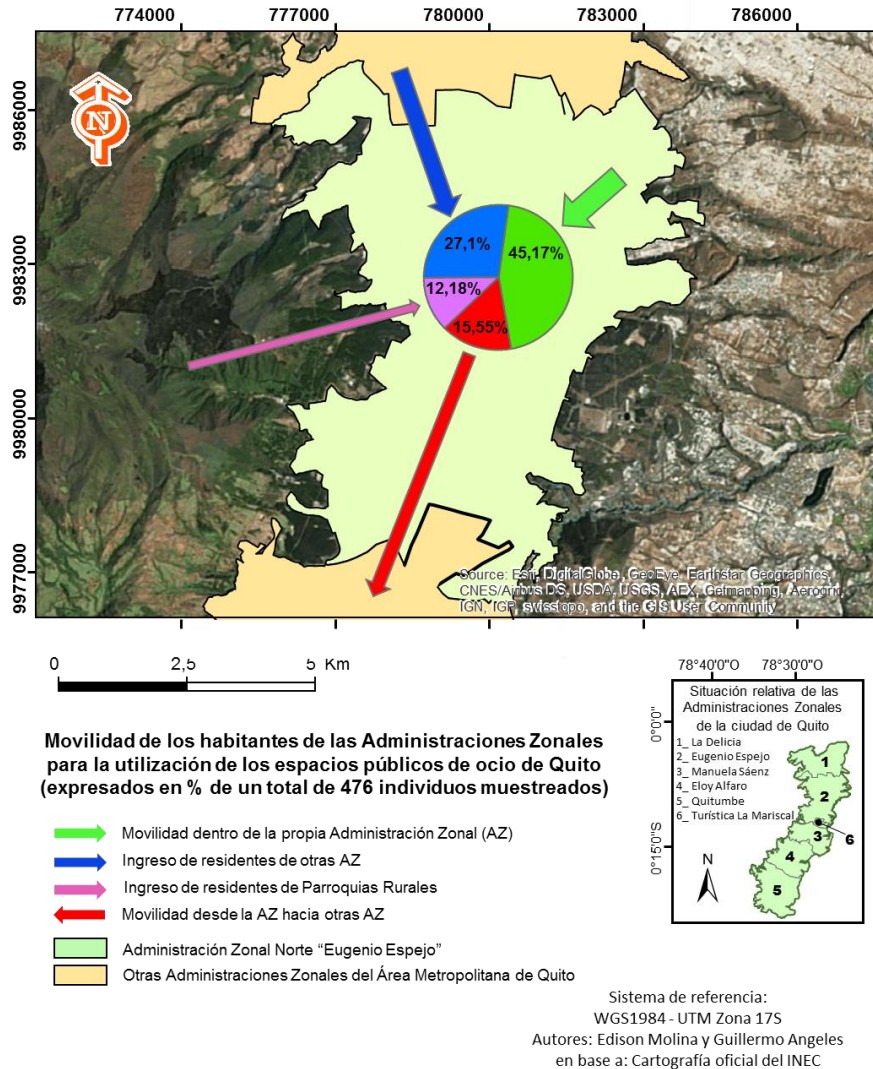 774000 777000 780000 783000 786000
9986000
9983000
9980000
9977000
N
27,1% 45,17%
12,18%
15,55%
Source: Esri, DigitalGlobe, GeoEye, Earthstar Geographics,
CNES/Airbus DS, USDA, USGS, AEX, Getmapping, Aerogrid,
IGN, IGP, swisstopo, and the GIS User Community
0 2,5 5 Km
Movilidad de los habitantes de las Administraciones Zonales
para la utilización de los espacios públicos de ocio de Quito
(expresados en % de un total de 476 individuos muestreados)
Movilidad dentro de la propia Administración Zonal (AZ)
Ingreso de residentes de otras AZ
Ingreso de residentes de Parroquias Rurales
Movilidad desde la AZ hacia otras AZ
Administración Zonal Norte “Eugenio Espejo”
Otras Administraciones Zonales del Área Metropolitana de Quito
78°40'0"O 78°30'0"O
0°0'0"
0°15'0"S
Situación relativa de las
Administraciones Zonales
de la ciudad de Quito
1_ La Delicia
2_ Eugenio Espejo
3_ Manuela Sáenz
4_ Eloy Alfaro
5_ Quitumbe
6_ Turística La Mariscal
1
2
3
6
4
5
N
Sistema de referencia:
WGS1984 - UTM Zona 17S
Autores: Edison Molina y Guillermo Angeles
en base a: Cartografía oficial del INEC